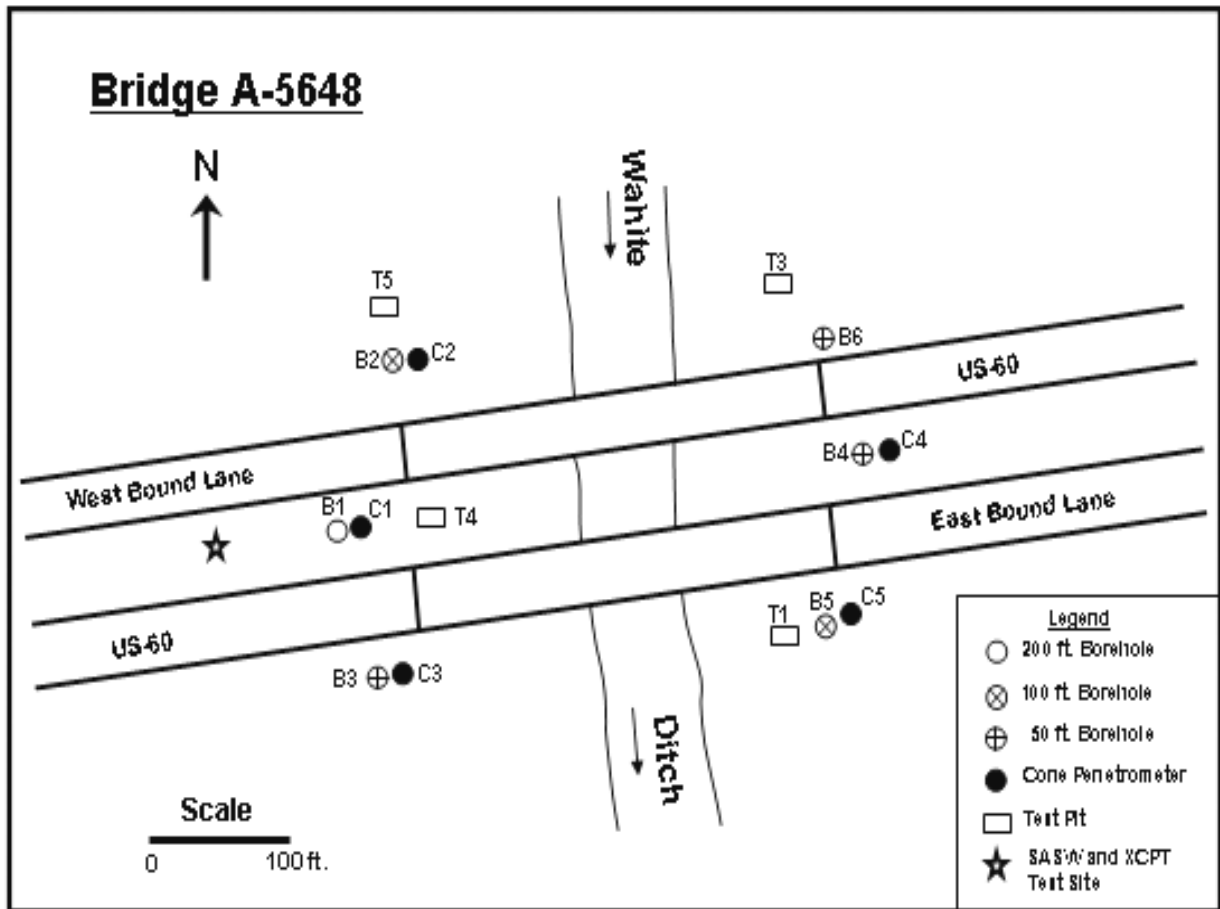 Bridge A-5648
N
Wahite
T5
T3
B2
C2
B6
US-60
West Bound Lane
B4
C4
B1
C1
T4
East Bound Lane
US-60
T1
B5
C5
B3
C3
Ditch
Scale
0
100 ft.
Legend
200 ft. Borehole
100 ft. Borehole
50 ft. Borehole
Cone Penetrometer
Test Pit
SASW and XCPT
Test Site